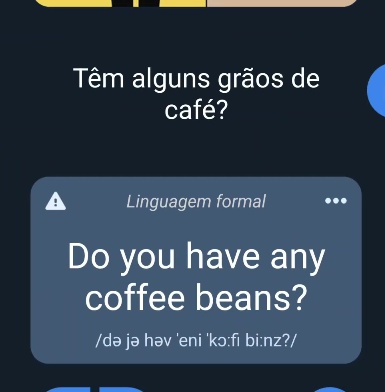 Têm alguns grãos de
café?
Linguagem formal
Do you have any
coffee beans?
/də jə həv ˈeni ˈkɔːfi biːnz?/